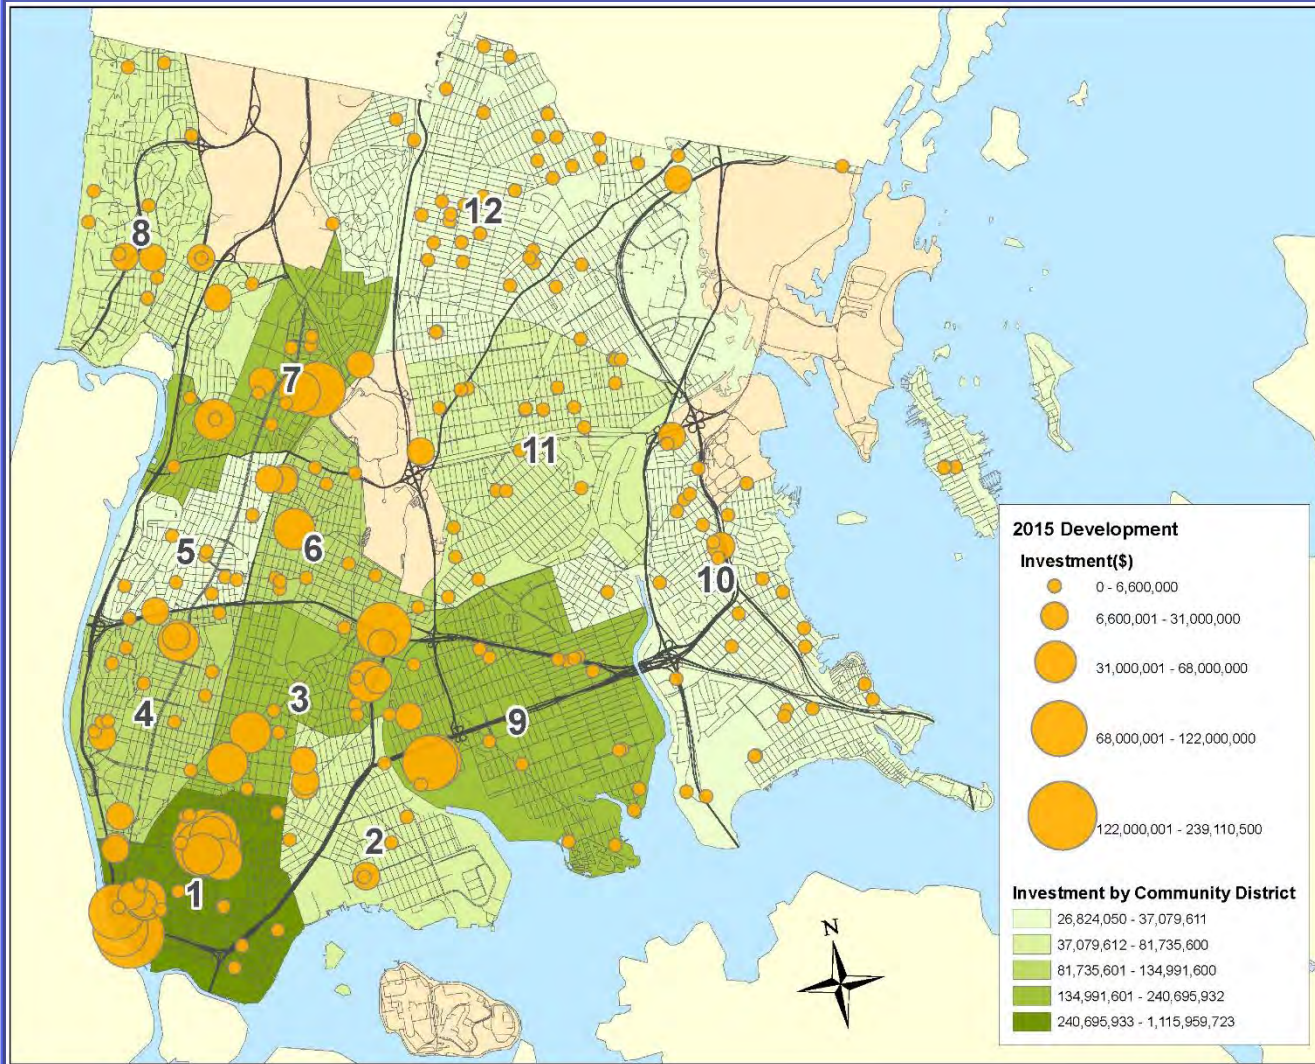 8
12
7
11
5
6
10
3
4
9
2
1
N
2015 Development
Investment($)
0 - 6,600,000
6,600,001 - 31,000,000
31,000,001 - 68,000,000
68,000,001 - 122,000,000
122,000,001 - 239,110,500
Investment by Community District
26,824,050 - 37,079,611
37,079,612 - 81,735,600
81,735,601 - 134,991,600
134,991,601 - 240,695,932
240,695,933 - 1,115,959,723